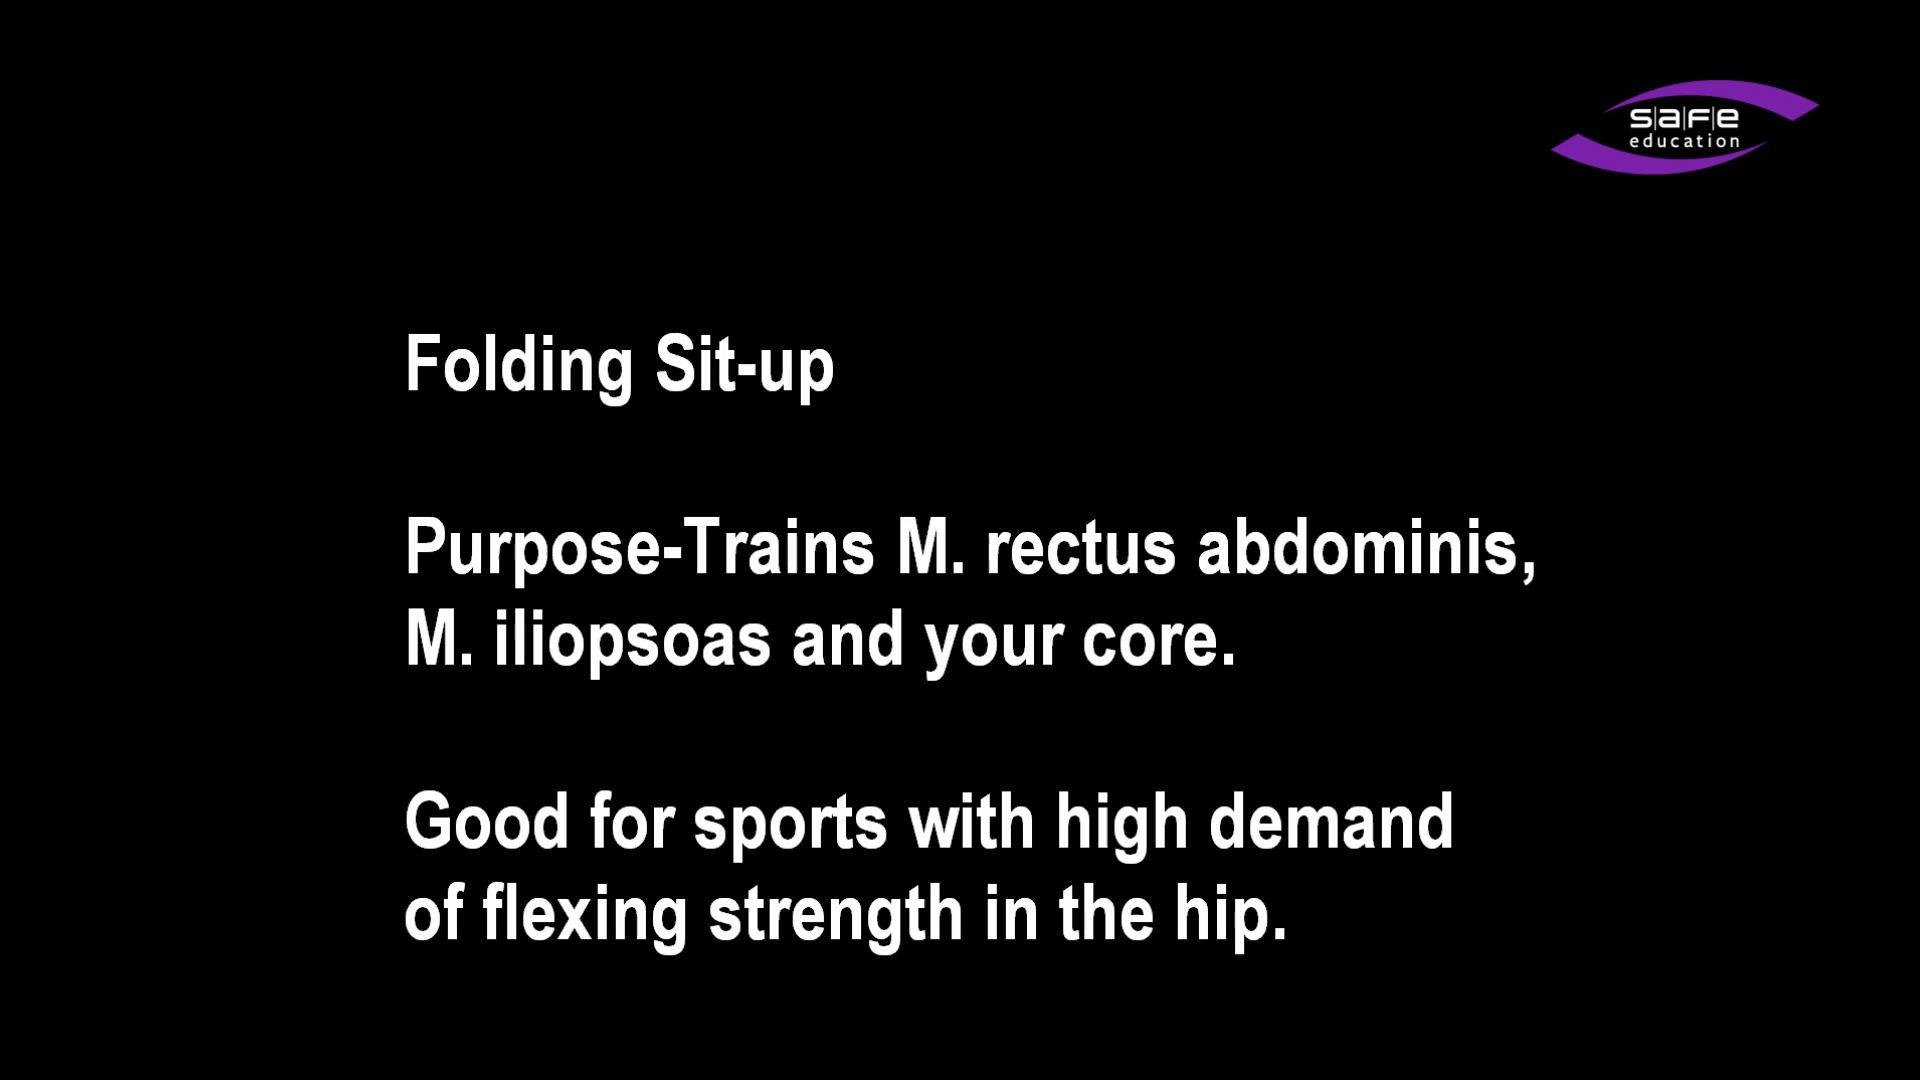 s|a|F|e
education
Folding Sit-up
Purpose-Trains M. rectus abdominis,
M. iliopsoas and your core.
Good for sports with high demand
of flexing strength in the hip.